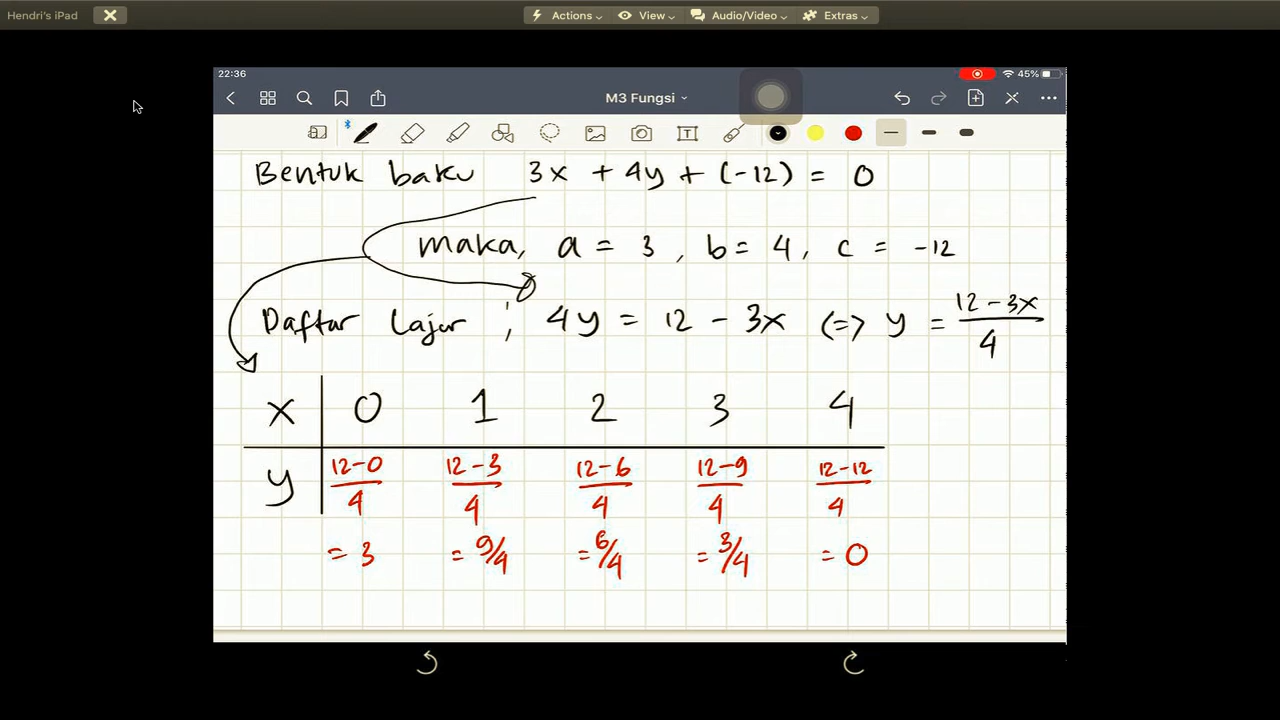 Hendri's iPad
Actions View Audio/Video Extras
22:36 45%
M3 Fungsi
Bentuk baku 3x + 4y + (-12) = 0
maka, a = 3 , b = 4, c = -12
Daftar lajur ; 4y = 12 - 3x <=> y = (12 - 3x)/4
x 0 1 2 3 4
y (12-0)/4 (12-3)/4 (12-6)/4 (12-9)/4 (12-12)/4
= 3 = 9/4 = 6/4 = 3/4 = 0